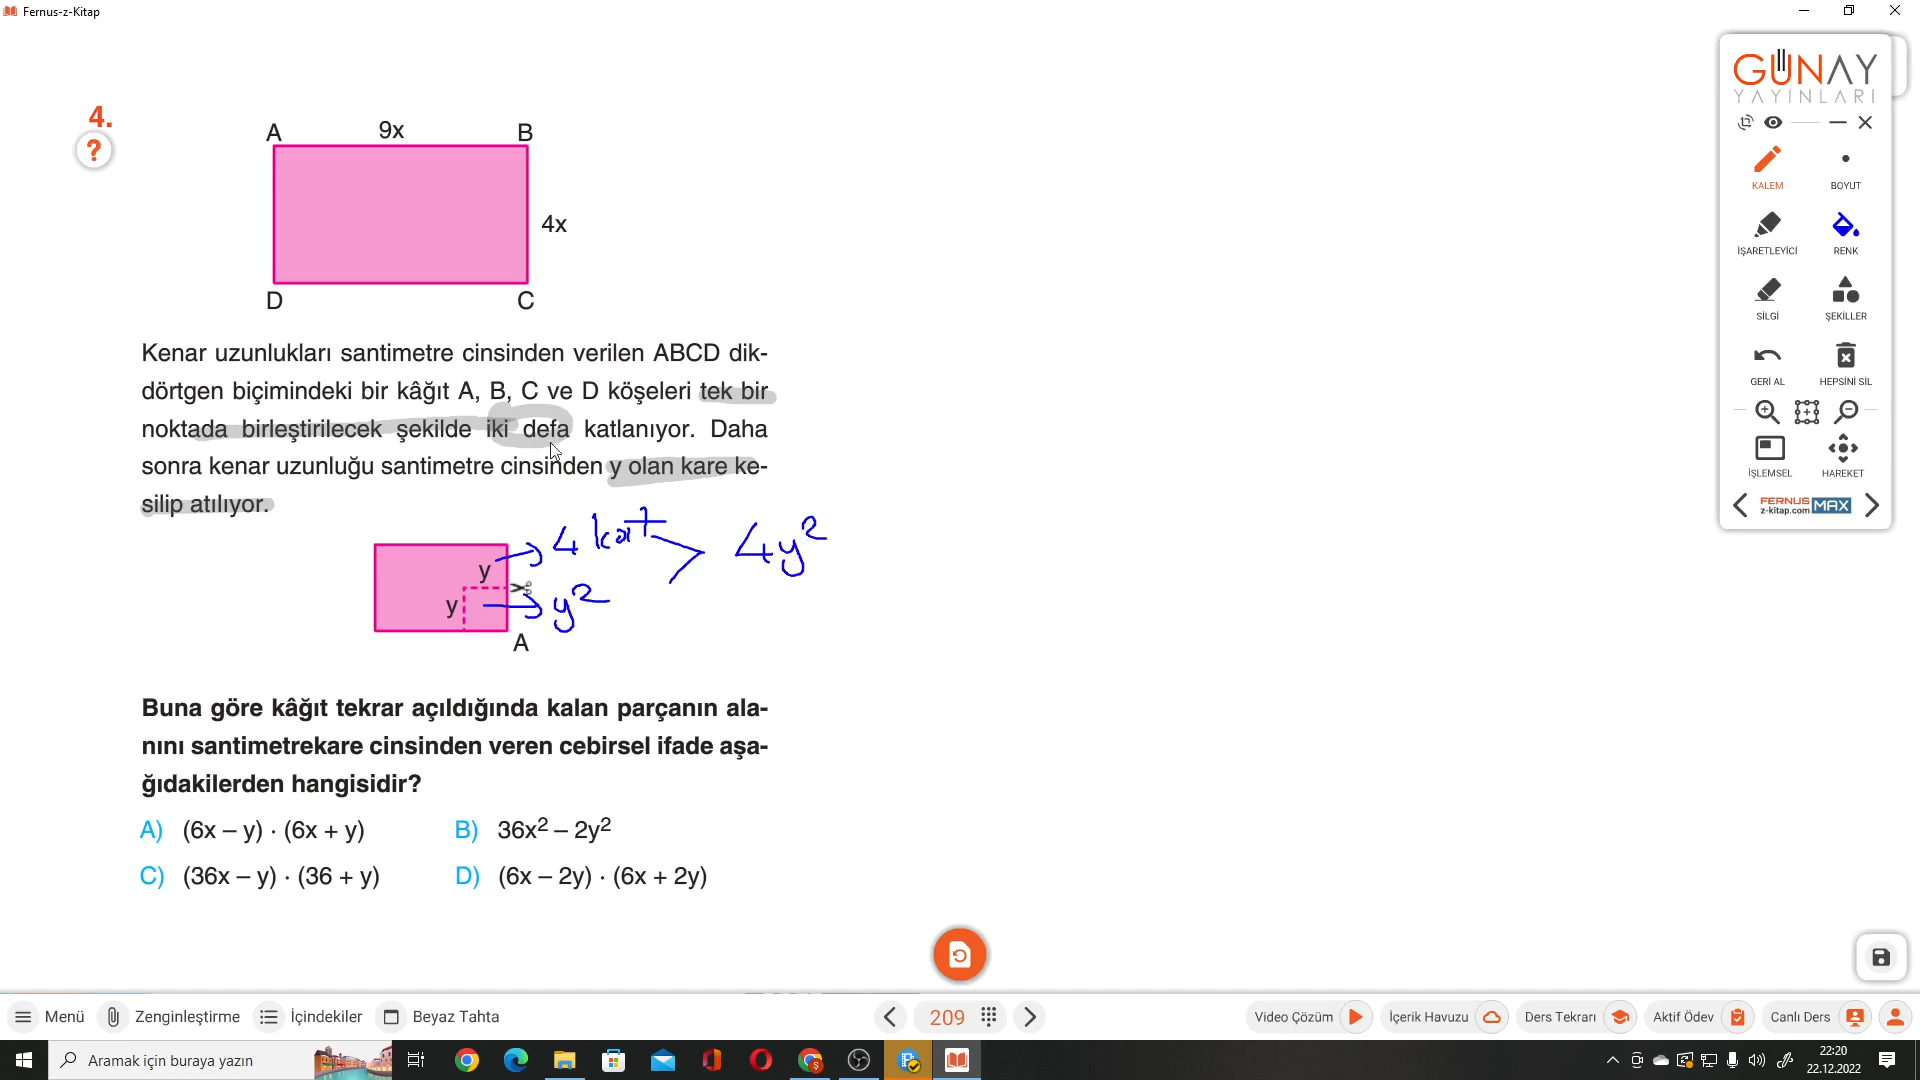 Fernus-z-Kitap
4.
?
A
9x
B
4x
D
C
Kenar uzunlukları santimetre cinsinden verilen ABCD dik-
dörtgen biçimindeki bir kâğıt A, B, C ve D köşeleri tek bir
noktada birleştirilecek şekilde iki defa katlanıyor. Daha
sonra kenar uzunluğu santimetre cinsinden y olan kare ke-
silip atılıyor.
4 kat
4y²
y
y
y²
A
Buna göre kâğıt tekrar açıldığında kalan parçanın ala-
nını santimetrekare cinsinden veren cebirsel ifade aşa-
ğıdakilerden hangisidir?
A) (6x – y) · (6x + y)
B) 36x² – 2y²
C) (36x – y) · (36 + y)
D) (6x – 2y) · (6x + 2y)
GÜNAY
YAYINLARI
KALEM
BOYUT
İŞARETLEYİCİ
RENK
SİLGİ
ŞEKİLLER
GERİ AL
HEPSİNİ SİL
İŞLEMSEL
HAREKET
FERNUS
z-kitap.com
MAX
Menü
Zenginleştirme
İçindekiler
Beyaz Tahta
209
Video Çözüm
İçerik Havuzu
Ders Tekrarı
Aktif Ödev
Canlı Ders
Aramak için buraya yazın
22:20
22.12.2022